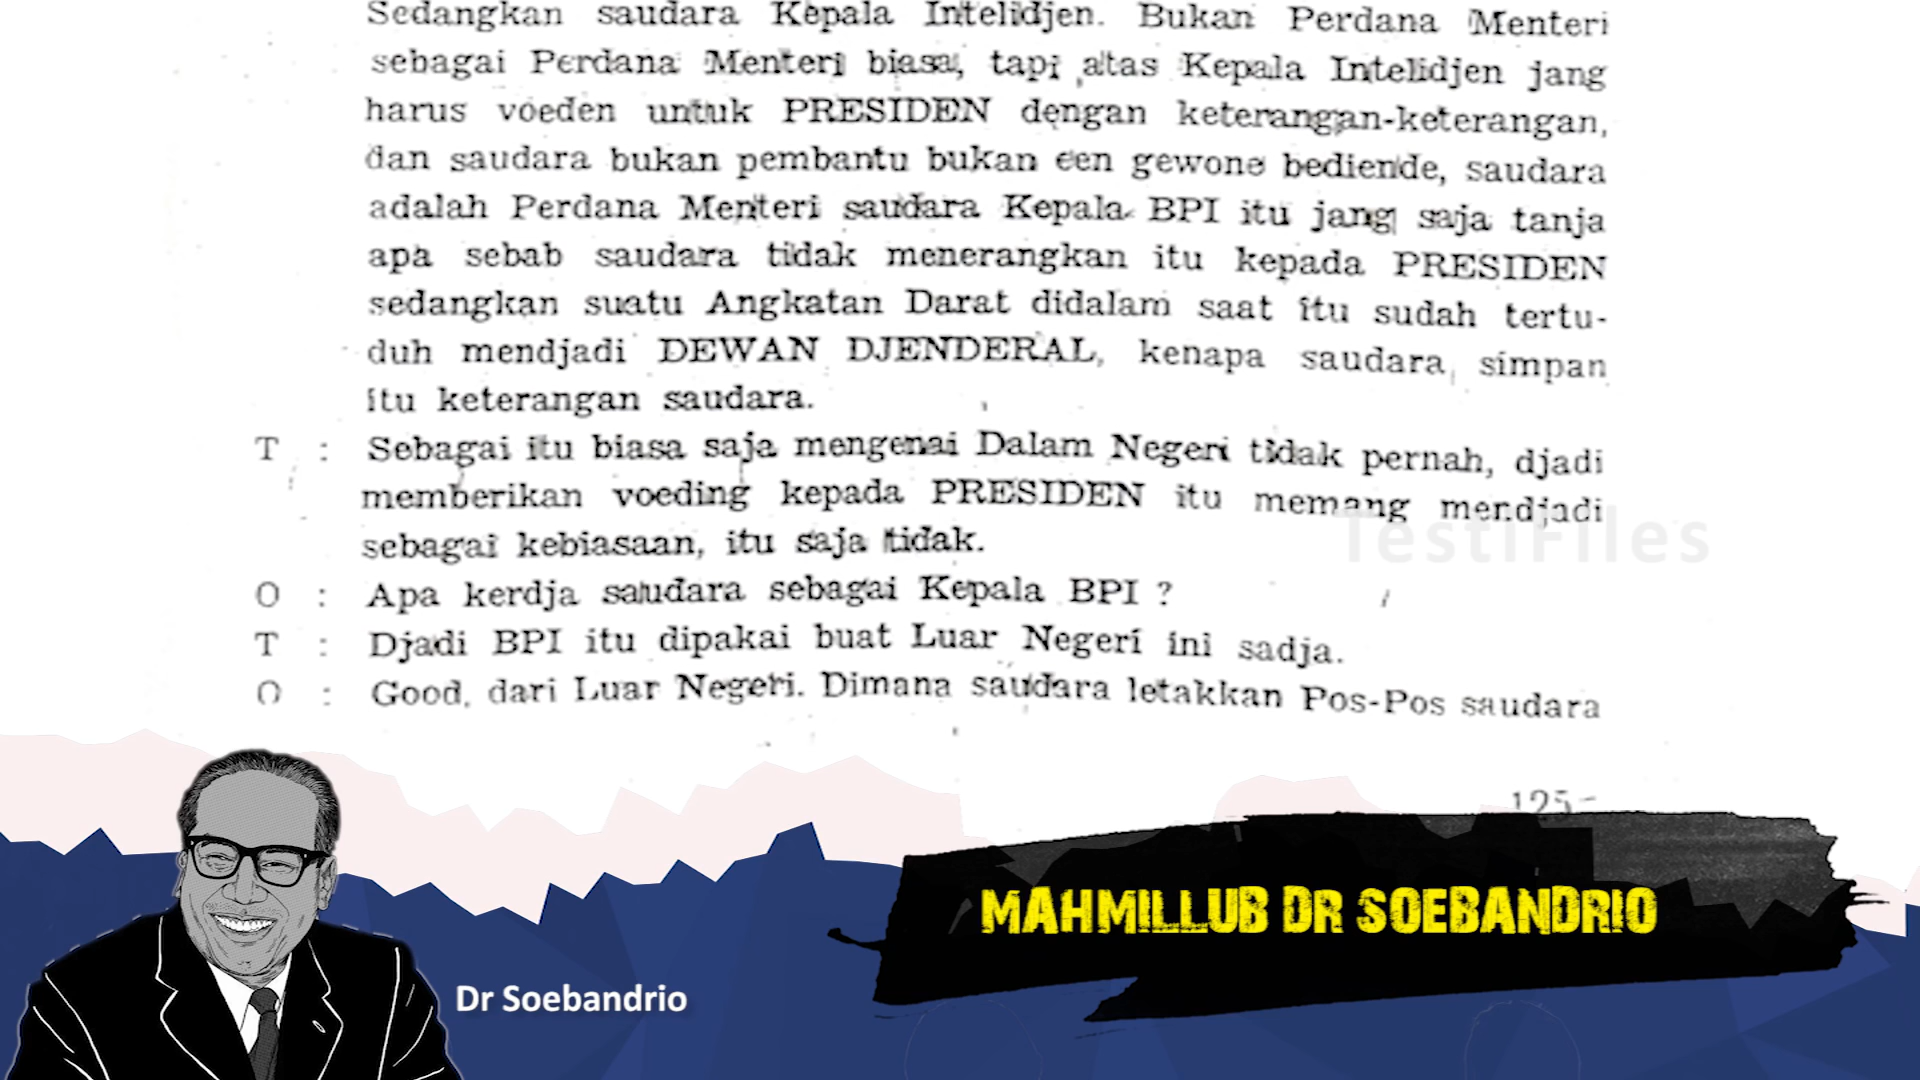 Sedangkan saudara Kepala Intelidjen. Bukan Perdana Menteri
sebagai Perdana Menteri biasa, tapi atas Kepala Intelidjen jang
harus voeden untuk PRESIDEN dengan keterangan-keterangan,
dan saudara bukan pembantu bukan een gewone bediende, saudara
adalah Perdana Menteri saudara Kepala BPI itu jang saja tanja
apa sebab saudara tidak menerangkan itu kepada PRESIDEN
sedangkan suatu Angkatan Darat didalam saat itu sudah tertu-
duh mendjadi DEWAN DJENDERAL, kenapa saudara simpan
itu keterangan saudara.
T : Sebagai itu biasa saja mengenai Dalam Negeri tidak pernah, djadi
memberikan voeding kepada PRESIDEN itu memang mendjadi
sebagai kebiasaan, itu saja tidak.
O : Apa kerdja saudara sebagai Kepala BPI ?
T : Djadi BPI itu dipakai buat Luar Negeri ini sadja.
O : Good, dari Luar Negeri. Dimana saudara letakkan Pos-Pos saudara
125
TestiFiles
MAHMILLUB DR SOEBANDRIO
Dr Soebandrio